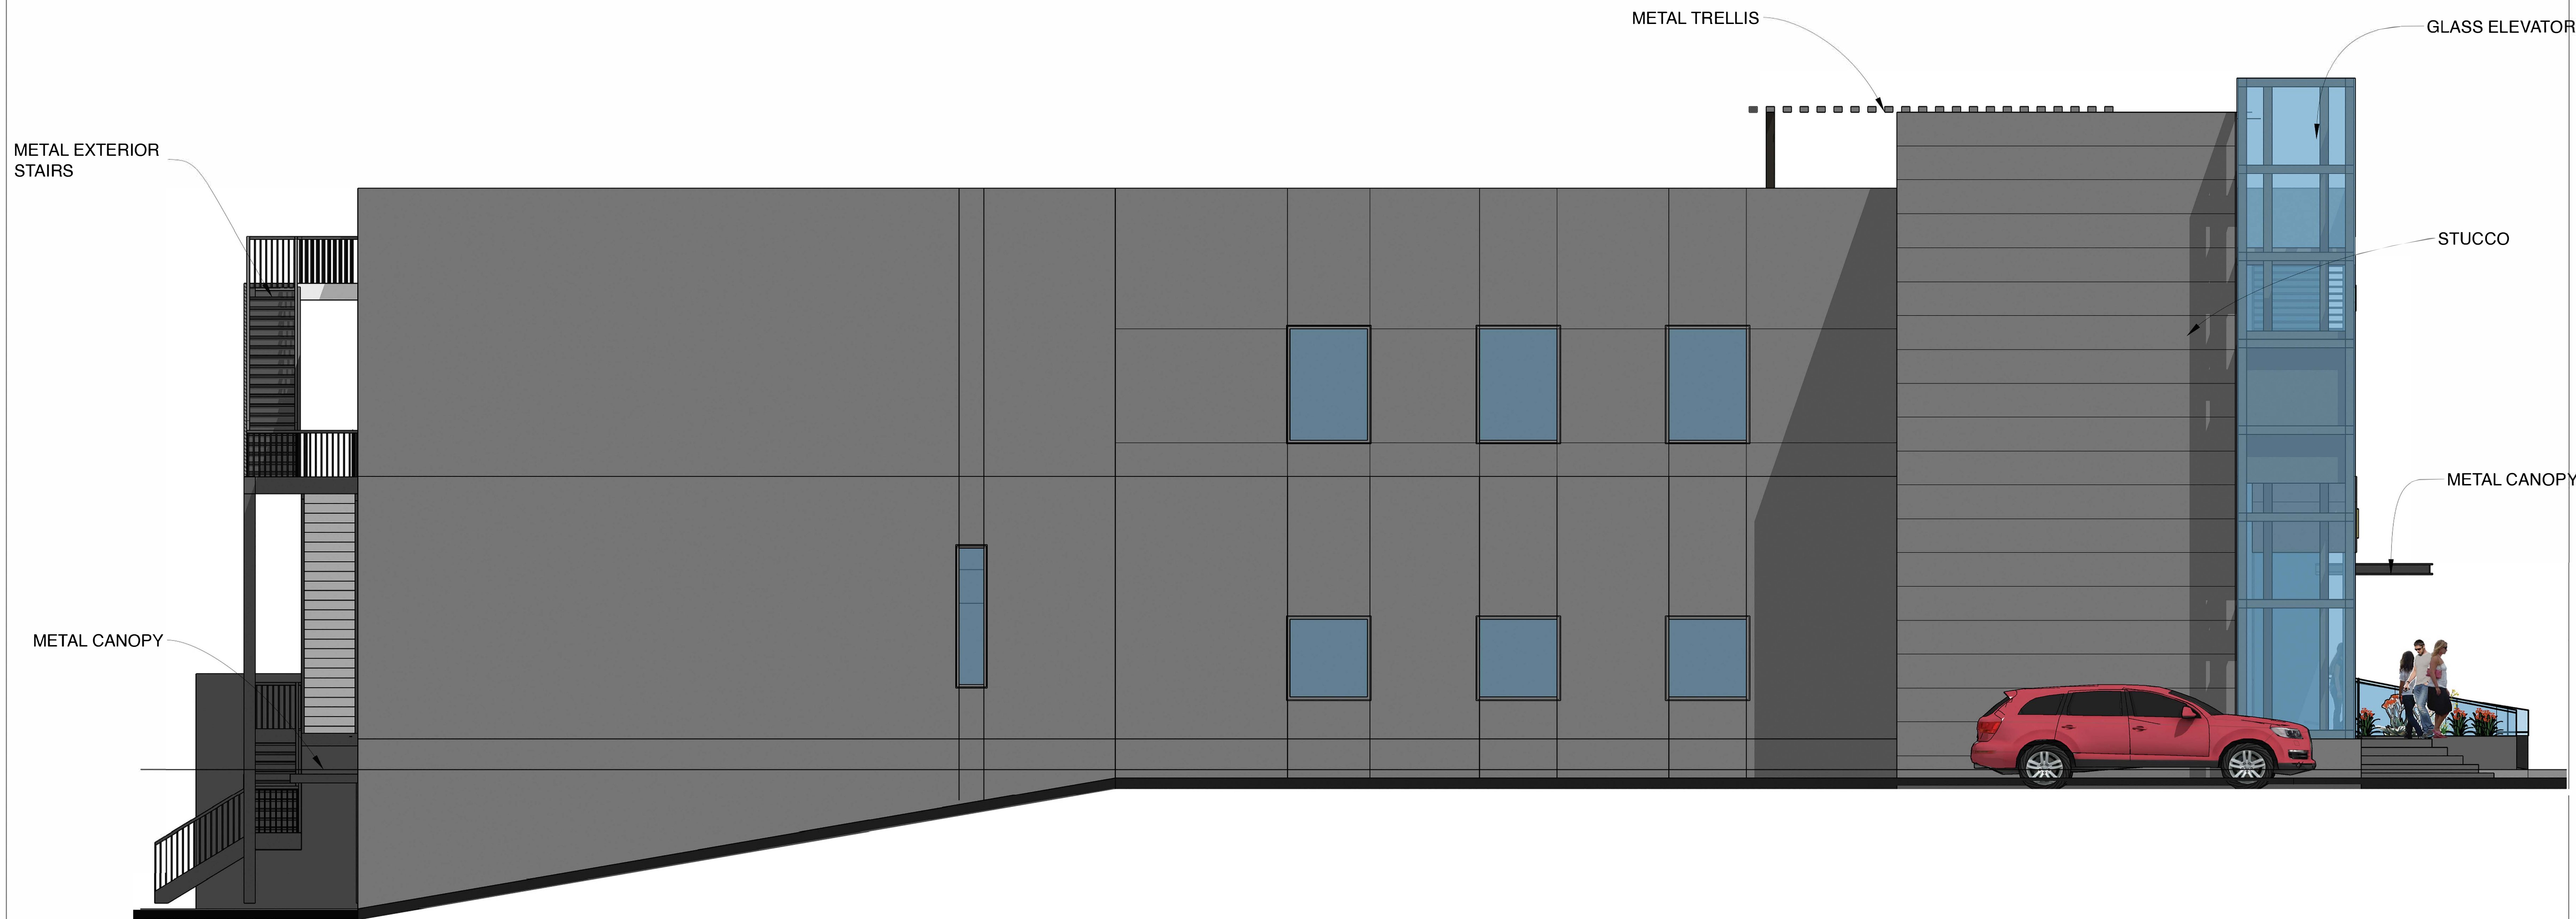 METAL TRELLIS
GLASS ELEVATOR
METAL EXTERIOR
STAIRS
STUCCO
METAL CANOPY
METAL CANOPY